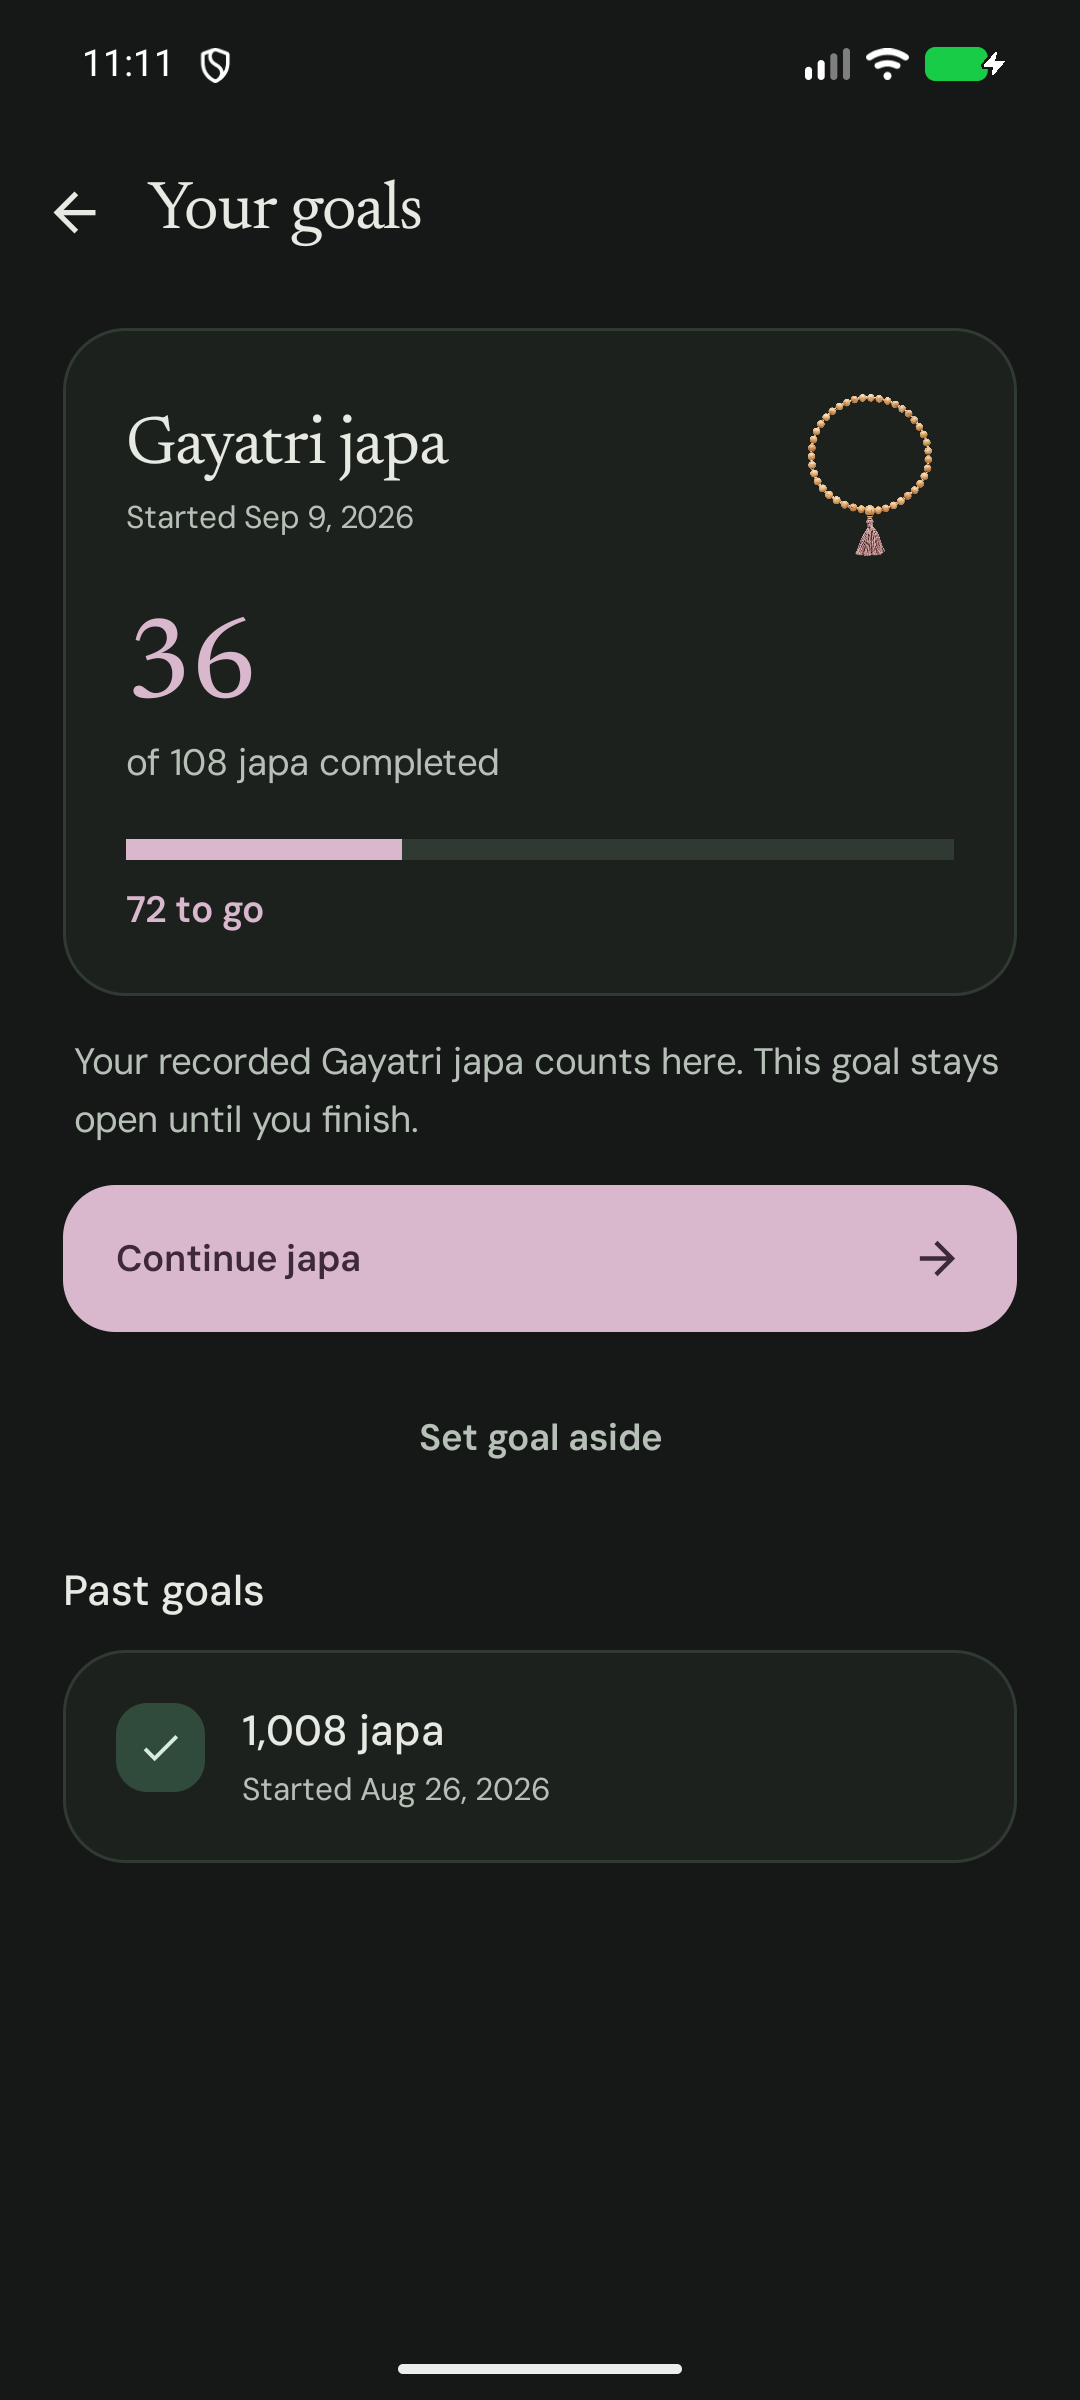 11:11
Your goals
Gayatri japa
Started Sep 9, 2026
36
of 108 japa completed
72 to go
Your recorded Gayatri japa counts here. This goal stays
open until you finish.
Continue japa
Set goal aside
Past goals
1,008 japa
Started Aug 26, 2026